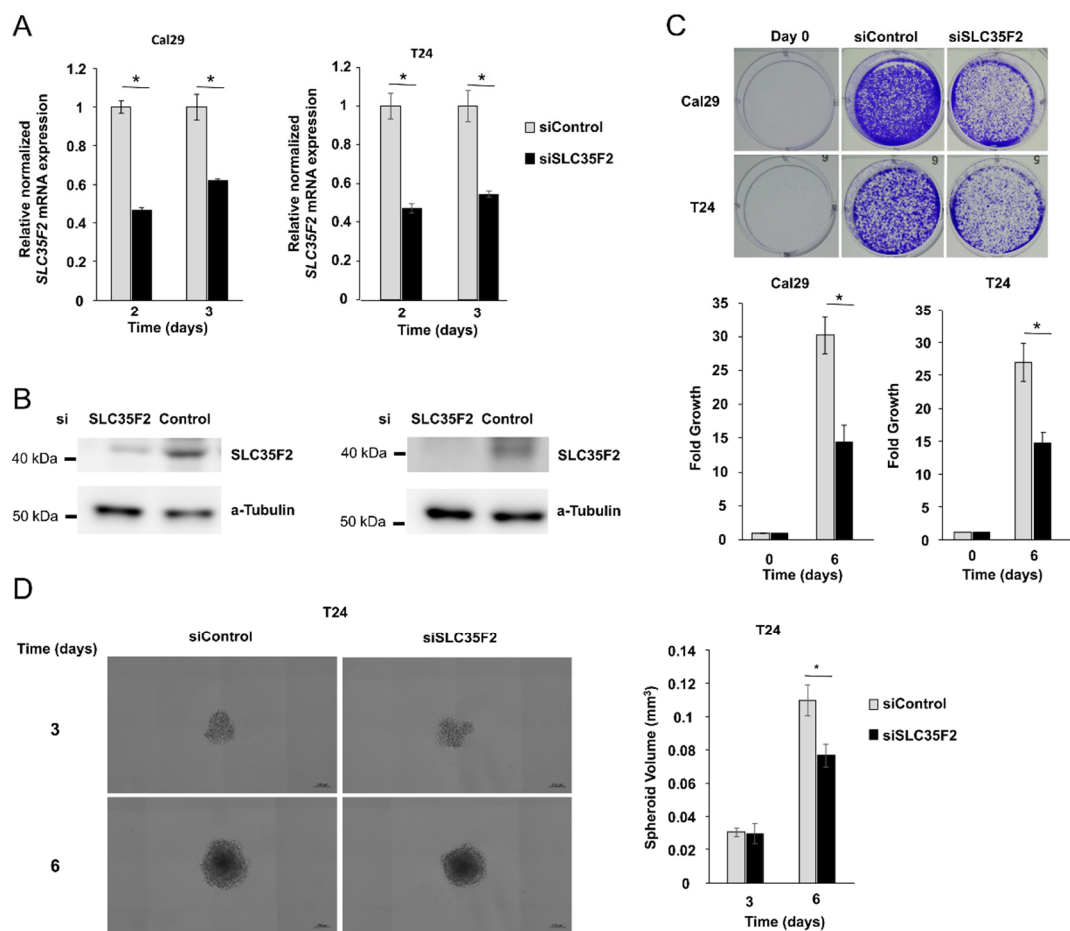 A
Cal29
Relative normalized
SLC35F2 mRNA expression
1.2
1
0.8
0.6
0.4
0.2
0
*
*
2
3
Time (days)
T24
Relative normalized
SLC35F2 mRNA expression
1.2
1
0.8
0.6
0.4
0.2
0
*
*
2
3
Time (days)
siControl
siSLC35F2
B
si SLC35F2 Control
40 kDa
SLC35F2
50 kDa
a-Tubulin
SLC35F2 Control
40 kDa
SLC35F2
50 kDa
a-Tubulin
C
Day 0 siControl siSLC35F2
Cal29
T24
6
6
5
Cal29
Fold Growth
35
30
25
20
15
10
5
0
*
0
6
Time (days)
T24
Fold Growth
35
30
25
20
15
10
5
0
*
0
6
Time (days)
D
T24
Time (days)
siControl
siSLC35F2
3
6
T24
Spheroid Volume (mm³)
0.14
0.12
0.1
0.08
0.06
0.04
0.02
0
*
3
6
Time (days)
siControl
siSLC35F2